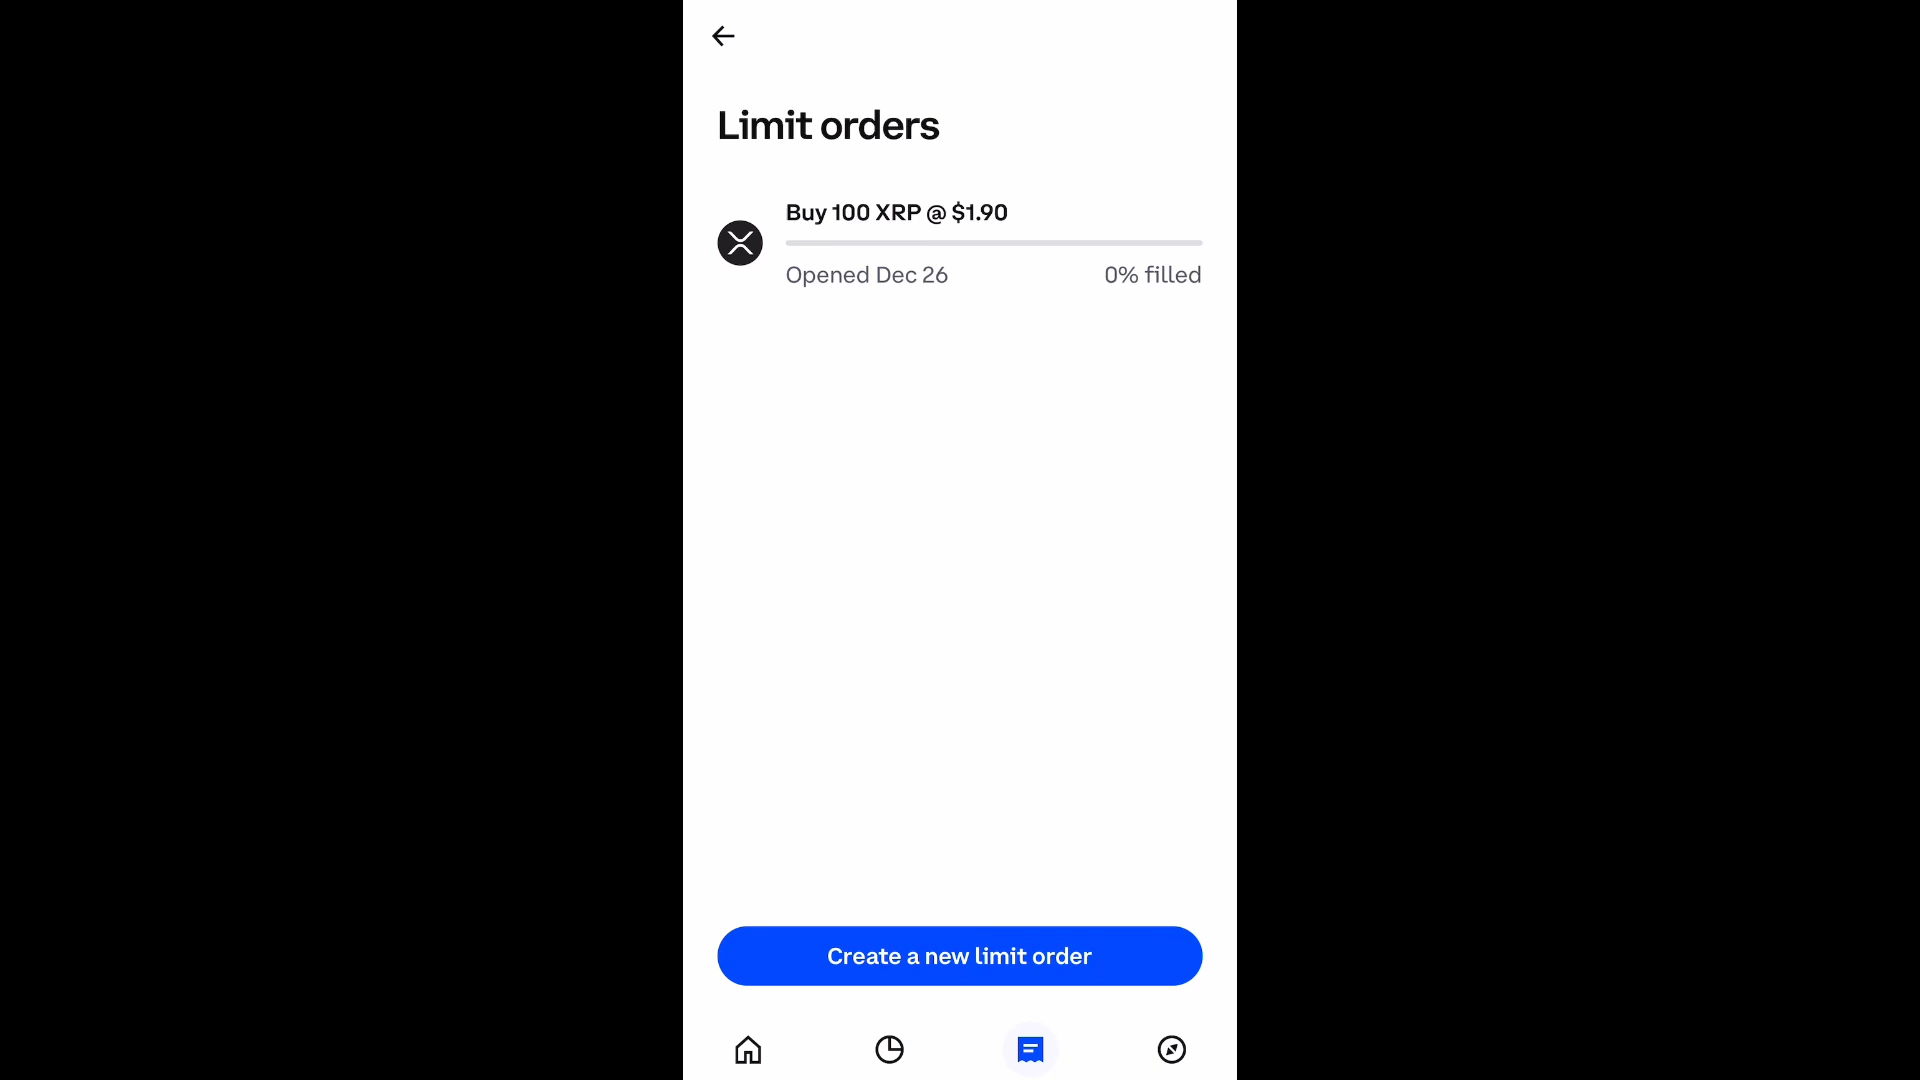 Limit orders
Buy 100 XRP @ $1.90
Opened Dec 26
0% filled
Create a new limit order